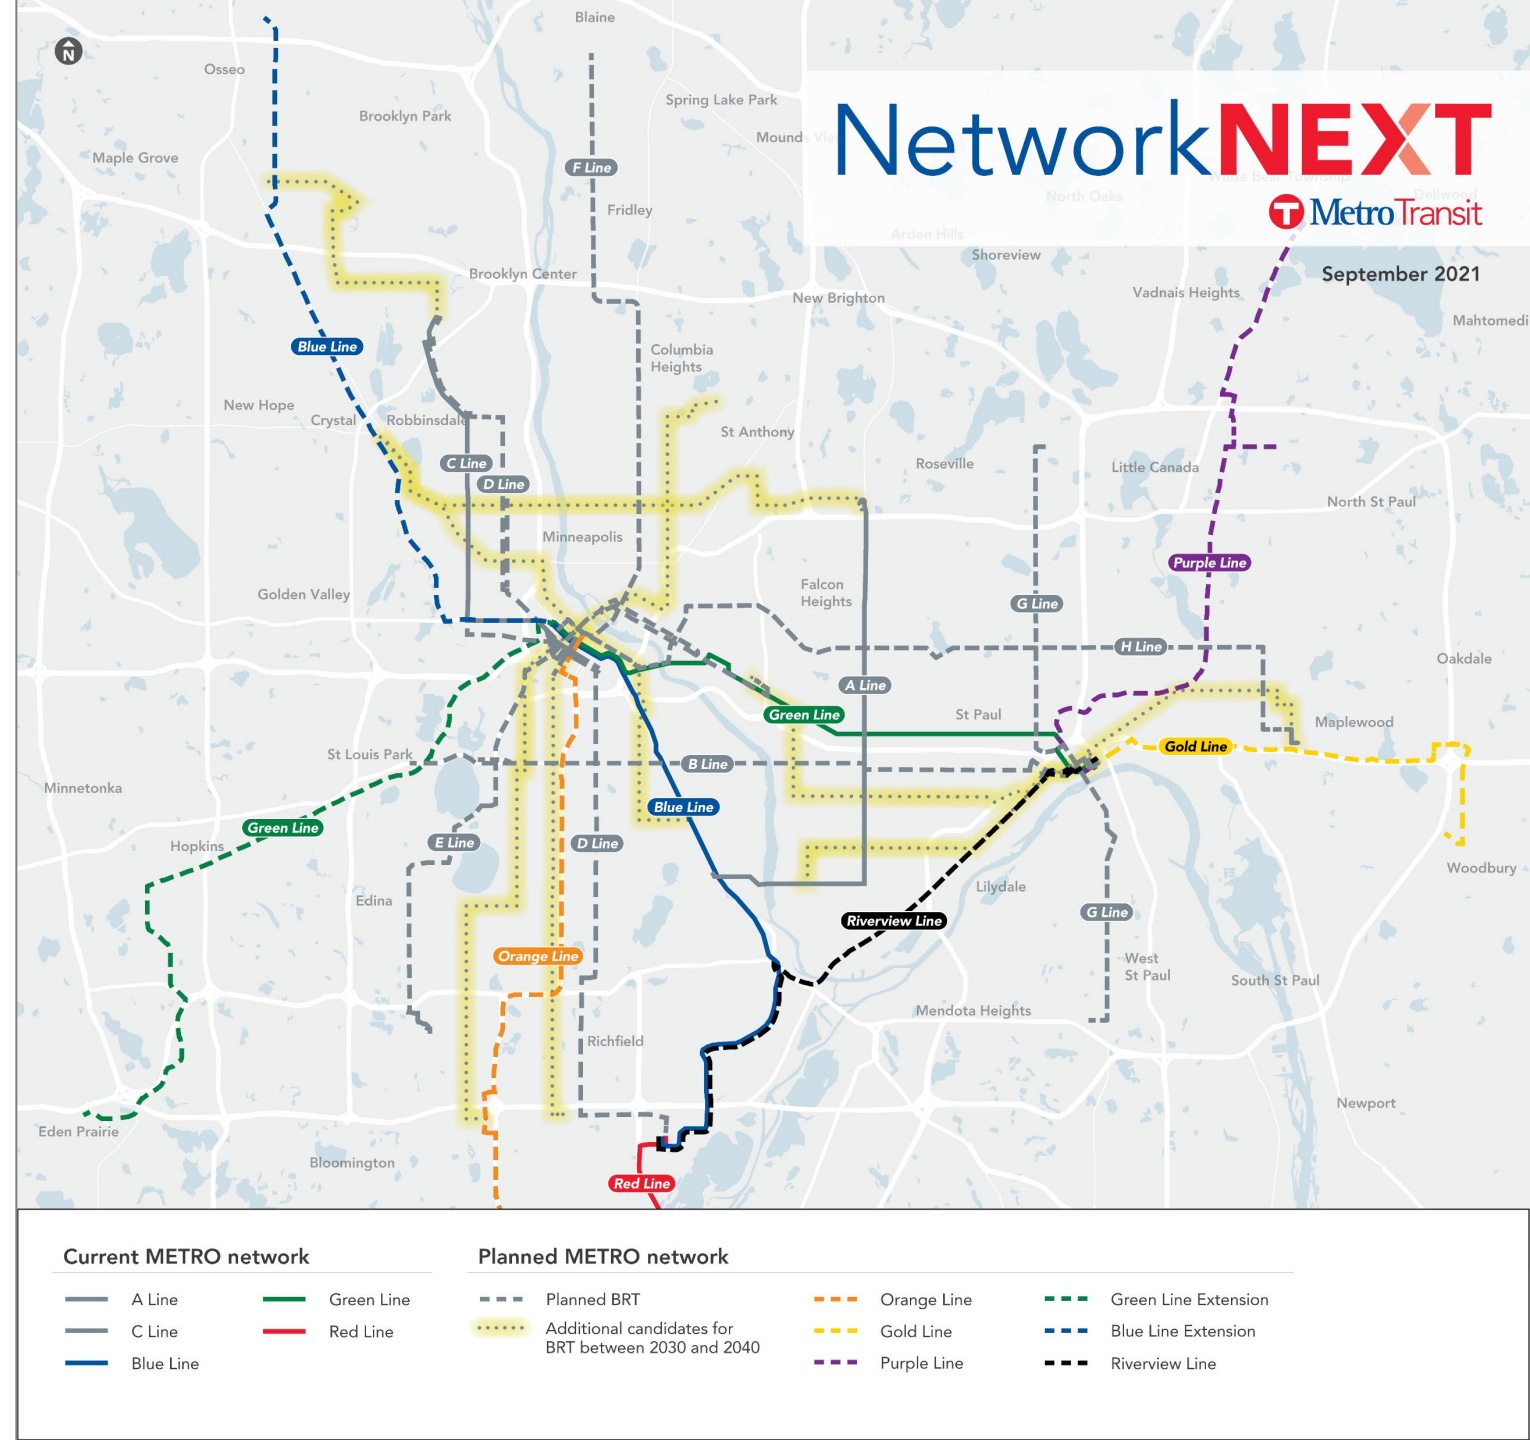 N
Blaine
Osseo
Spring Lake Park
Brooklyn Park
Mounds View
NetworkNEXT
Maple Grove
F Line
White Bear Township
North Oaks
Dellwood
Fridley
T MetroTransit
Arden Hills
Shoreview
Brooklyn Center
September 2021
New Brighton
Vadnais Heights
Mahtomedi
Blue Line
Columbia
Heights
New Hope
Crystal
Robbinsdale
St Anthony
C Line
Roseville
Little Canada
D Line
North St Paul
Minneapolis
Purple Line
Golden Valley
Falcon
Heights
G Line
H Line
Oakdale
A Line
Green Line
St Paul
Maplewood
St Louis Park
Gold Line
B Line
Minnetonka
Blue Line
Green Line
Hopkins
E Line
D Line
Woodbury
Lilydale
Edina
Riverview Line
G Line
Orange Line
West
St Paul
South St Paul
Mendota Heights
Richfield
Newport
Eden Prairie
Bloomington
Red Line
Current METRO network
A Line
C Line
Blue Line
Green Line
Red Line
Planned METRO network
Planned BRT
Additional candidates for
BRT between 2030 and 2040
Orange Line
Gold Line
Purple Line
Green Line Extension
Blue Line Extension
Riverview Line